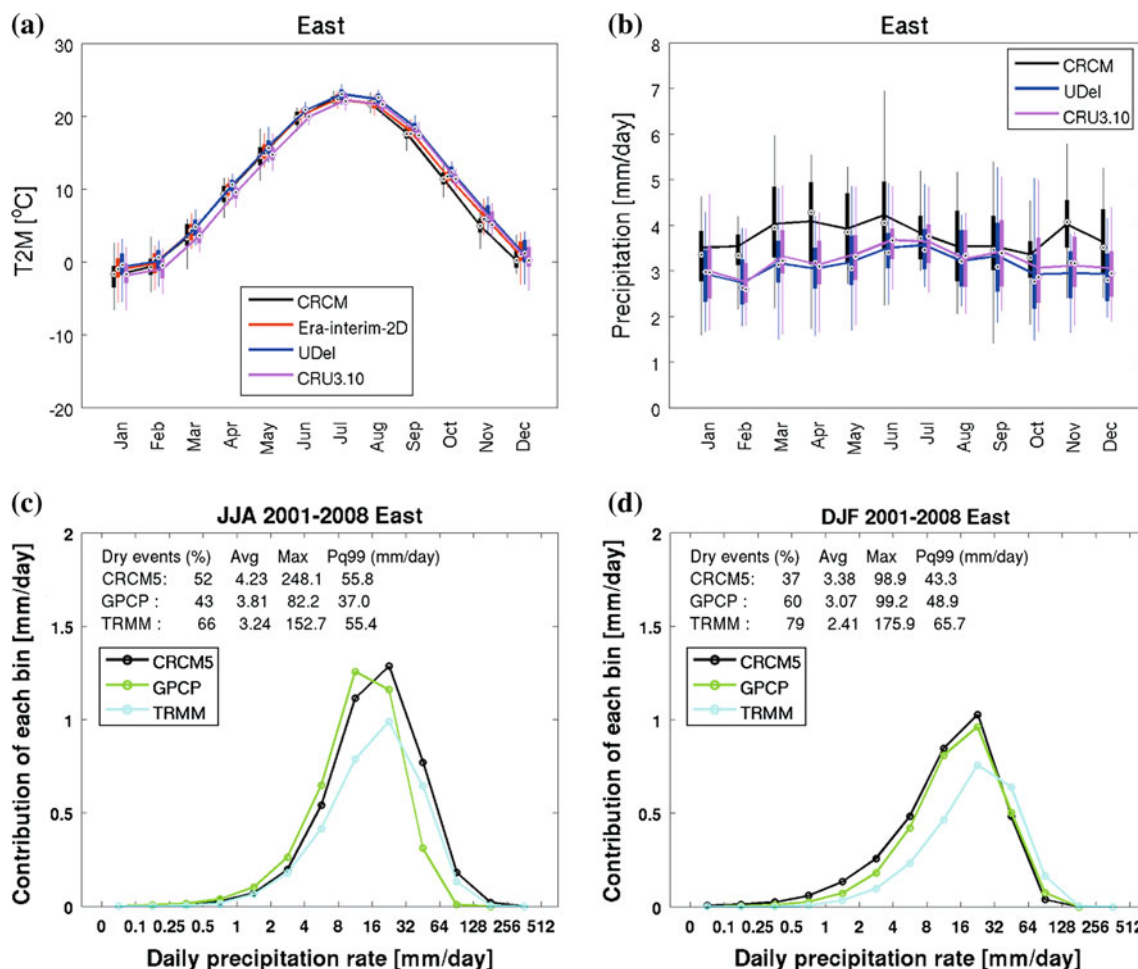 (a)
East
T2M [°C]
30
20
10
0
-10
-20
CRCM
Era-interim-2D
UDel
CRU3.10
Jan Feb Mar Apr May Jun Jul Aug Sep Oct Nov Dec
(b)
East
Precipitation [mm/day]
8
7
6
5
4
3
2
1
0
CRCM
UDel
CRU3.10
Jan Feb Mar Apr May Jun Jul Aug Sep Oct Nov Dec
(c)
JJA 2001-2008 East
Contribution of each bin [mm/day]
2
1.5
1
0.5
0
Dry events (%) Avg Max Pq99 (mm/day)
CRCM5: 52 4.23 248.1 55.8
GPCP : 43 3.81 82.2 37.0
TRMM : 66 3.24 152.7 55.4
CRCM5
GPCP
TRMM
0 0.1 0.25 0.5 1 2 4 8 16 32 64 128 256 512
Daily precipitation rate [mm/day]
(d)
DJF 2001-2008 East
Contribution of each bin [mm/day]
2
1.5
1
0.5
0
Dry events (%) Avg Max Pq99 (mm/day)
CRCM5: 37 3.38 98.9 43.3
GPCP : 60 3.07 99.2 48.9
TRMM : 79 2.41 175.9 65.7
CRCM5
GPCP
TRMM
0 0.1 0.25 0.5 1 2 4 8 16 32 64 128 256 512
Daily precipitation rate [mm/day]